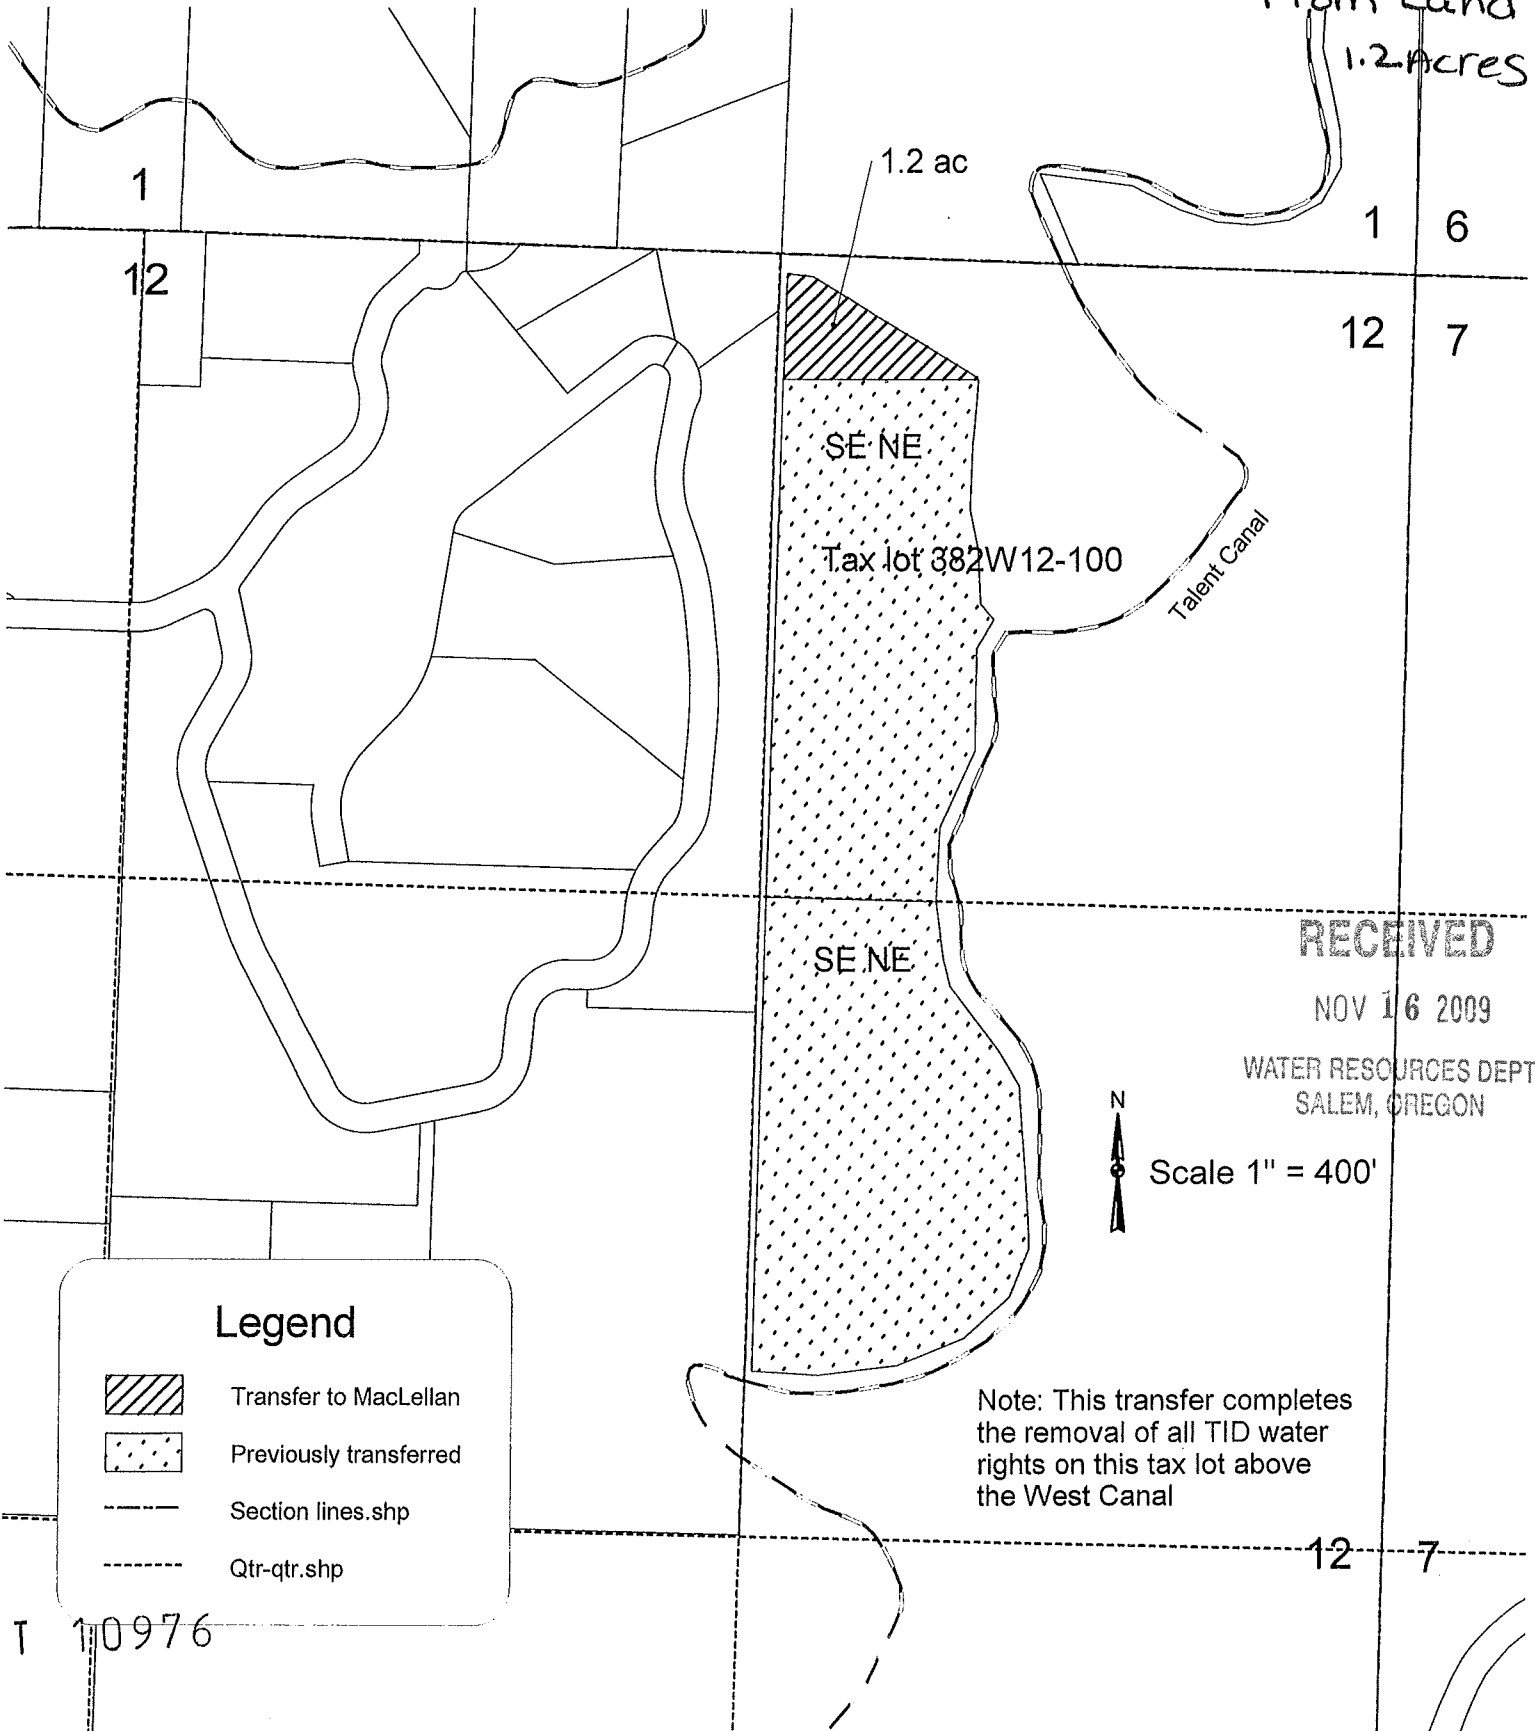 From Land
1.2 Acres
1.2 ac
1
1 6
12
12 7
SE NE
Tax lot 382W12-100
Talent Canal
SE NE
RECEIVED
NOV 16 2009
WATER RESOURCES DEPT
SALEM, OREGON
N
Scale 1" = 400'
Legend
Transfer to MacLellan
Previously transferred
Section lines.shp
Qtr-qtr.shp
Note: This transfer completes
the removal of all TID water
rights on this tax lot above
the West Canal
12 7
T 10976